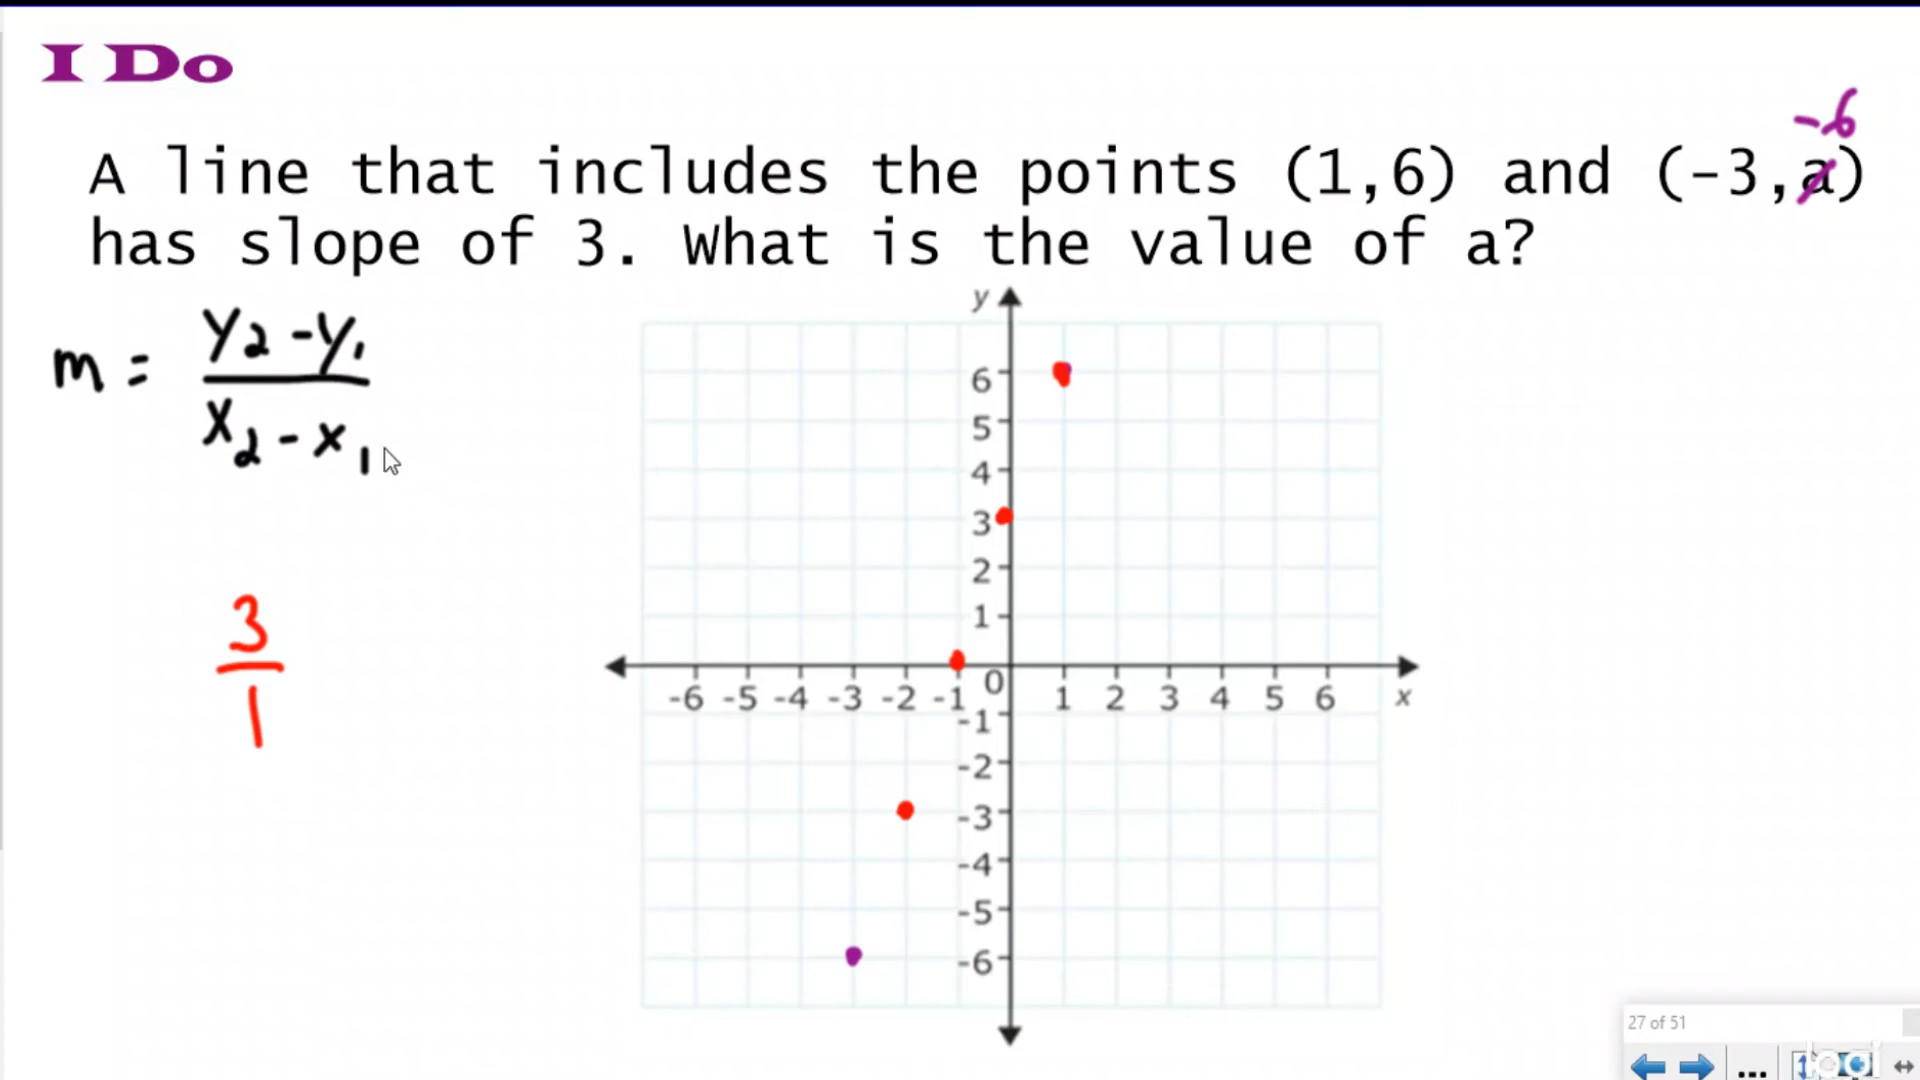 I Do
-6
A line that includes the points (1,6) and (-3,a)
has slope of 3. What is the value of a?
m = y2 - y1
x2 - x1
3
1
y
6
5
4
3
2
1
-6 -5 -4 -3 -2 -1 0 1 2 3 4 5 6 x
-1
-2
-3
-4
-5
-6
27 of 51
...